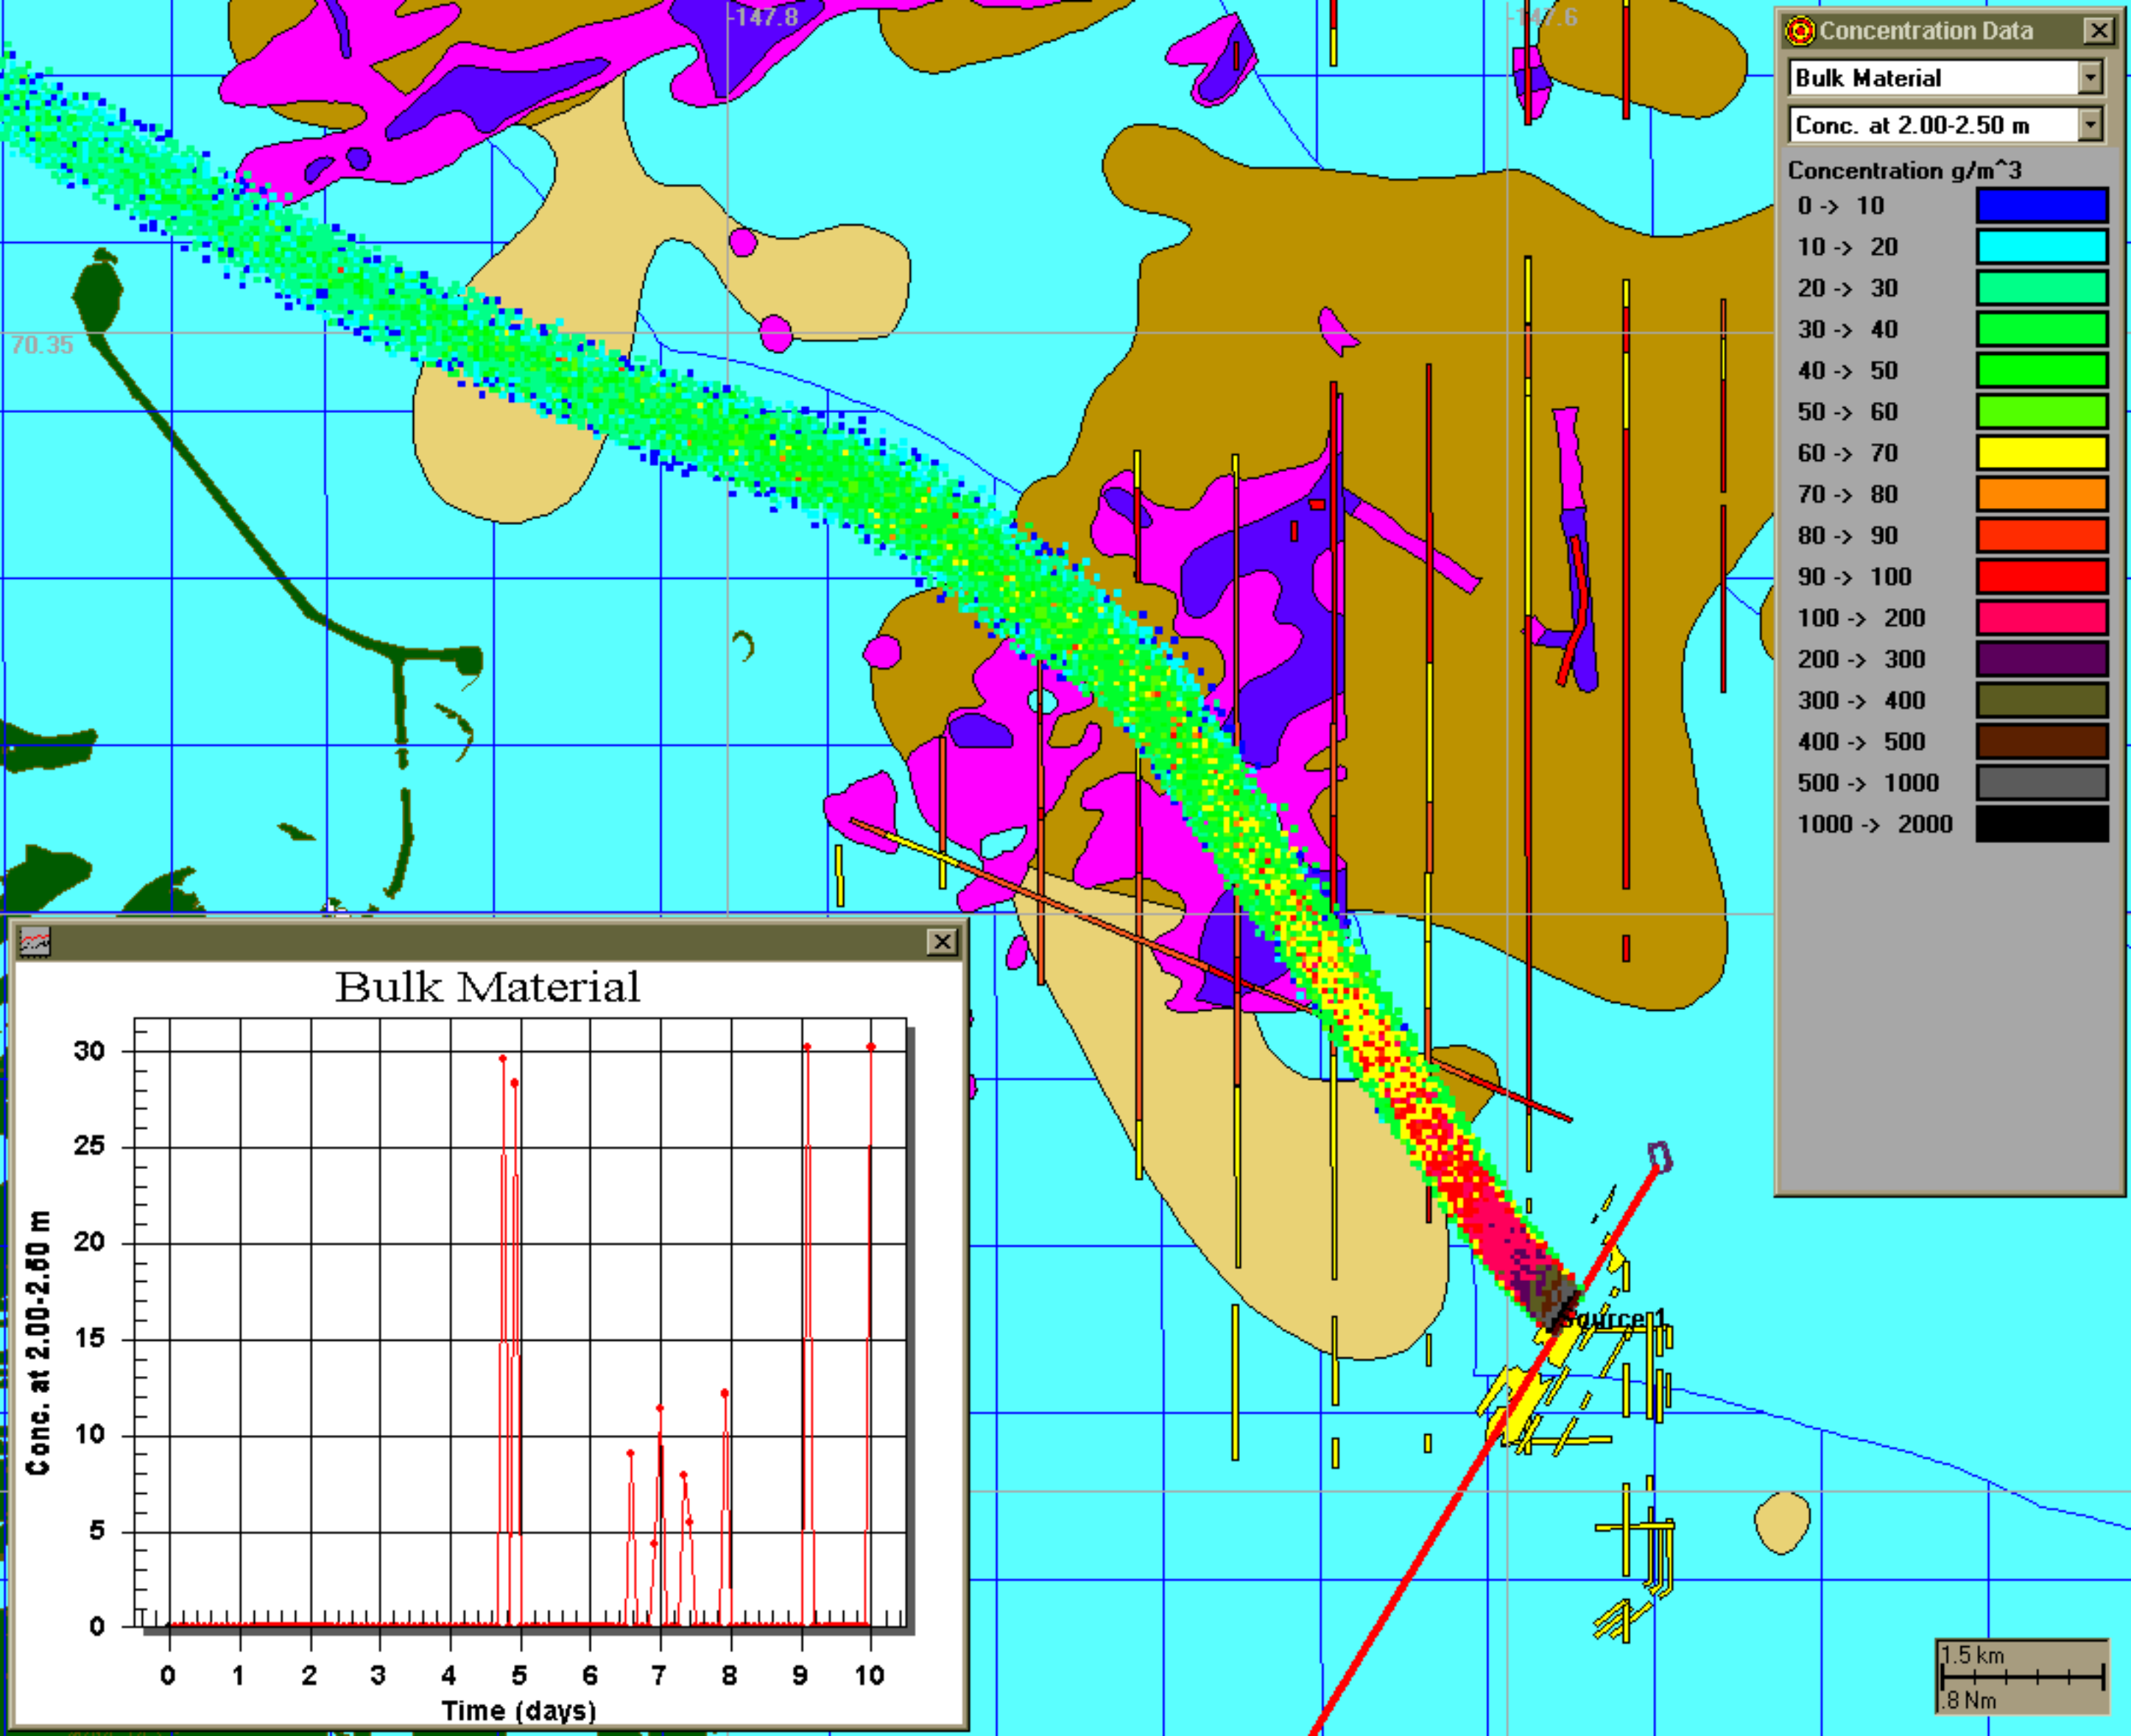 -147.8
-147.6
70.35
Source 1
Concentration Data
Bulk Material
Conc. at 2.00-2.50 m
Concentration g/m^3
0 -> 10
10 -> 20
20 -> 30
30 -> 40
40 -> 50
50 -> 60
60 -> 70
70 -> 80
80 -> 90
90 -> 100
100 -> 200
200 -> 300
300 -> 400
400 -> 500
500 -> 1000
1000 -> 2000
Bulk Material
Conc. at 2.00-2.50 m
30
25
20
15
10
5
0
0 1 2 3 4 5 6 7 8 9 10
Time (days)
1.5 km
.8 Nm